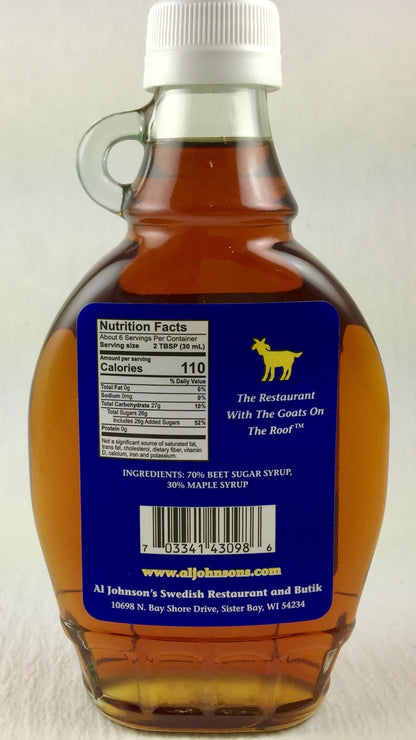 Nutrition Facts
About 6 Servings Per Container
Serving size 2 TBSP (30 mL)
Amount per serving
Calories 110
% Daily Value
Total Fat 0g 0%
Sodium 0mg 0%
Total Carbohydrate 27g 10%
Total Sugars 26g
Includes 26g Added Sugars 52%
Protein 0g
Not a significant source of saturated fat,
trans fat, cholesterol, dietary fiber, vitamin
D, calcium, iron and potassium.
The Restaurant
With The Goats On
The Roof™
INGREDIENTS: 70% BEET SUGAR SYRUP,
30% MAPLE SYRUP
7 03341 43098 6
www.aljohnsons.com
Al Johnson's Swedish Restaurant and Butik
10698 N. Bay Shore Drive, Sister Bay, WI 54234